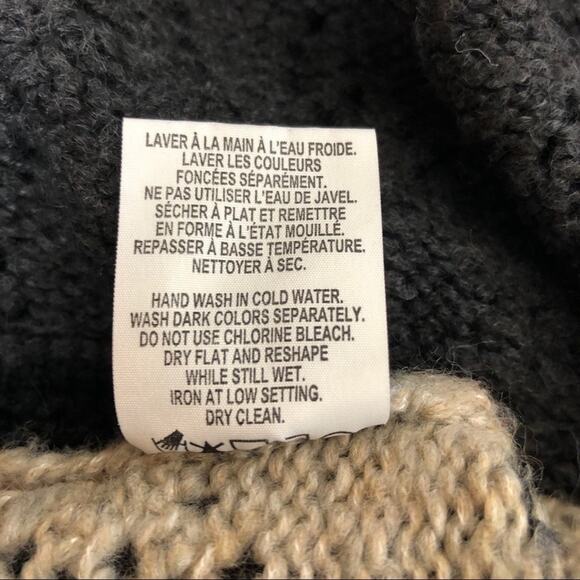 LAVER À LA MAIN À L'EAU FROIDE.
LAVER LES COULEURS
FONCÉES SÉPARÉMENT.
NE PAS UTILISER L'EAU DE JAVEL.
SÉCHER À PLAT ET REMETTRE
EN FORME À L'ÉTAT MOUILLÉ.
REPASSER À BASSE TEMPÉRATURE.
NETTOYER À SEC.
HAND WASH IN COLD WATER.
WASH DARK COLORS SEPARATELY.
DO NOT USE CHLORINE BLEACH.
DRY FLAT AND RESHAPE
WHILE STILL WET.
IRON AT LOW SETTING.
DRY CLEAN.